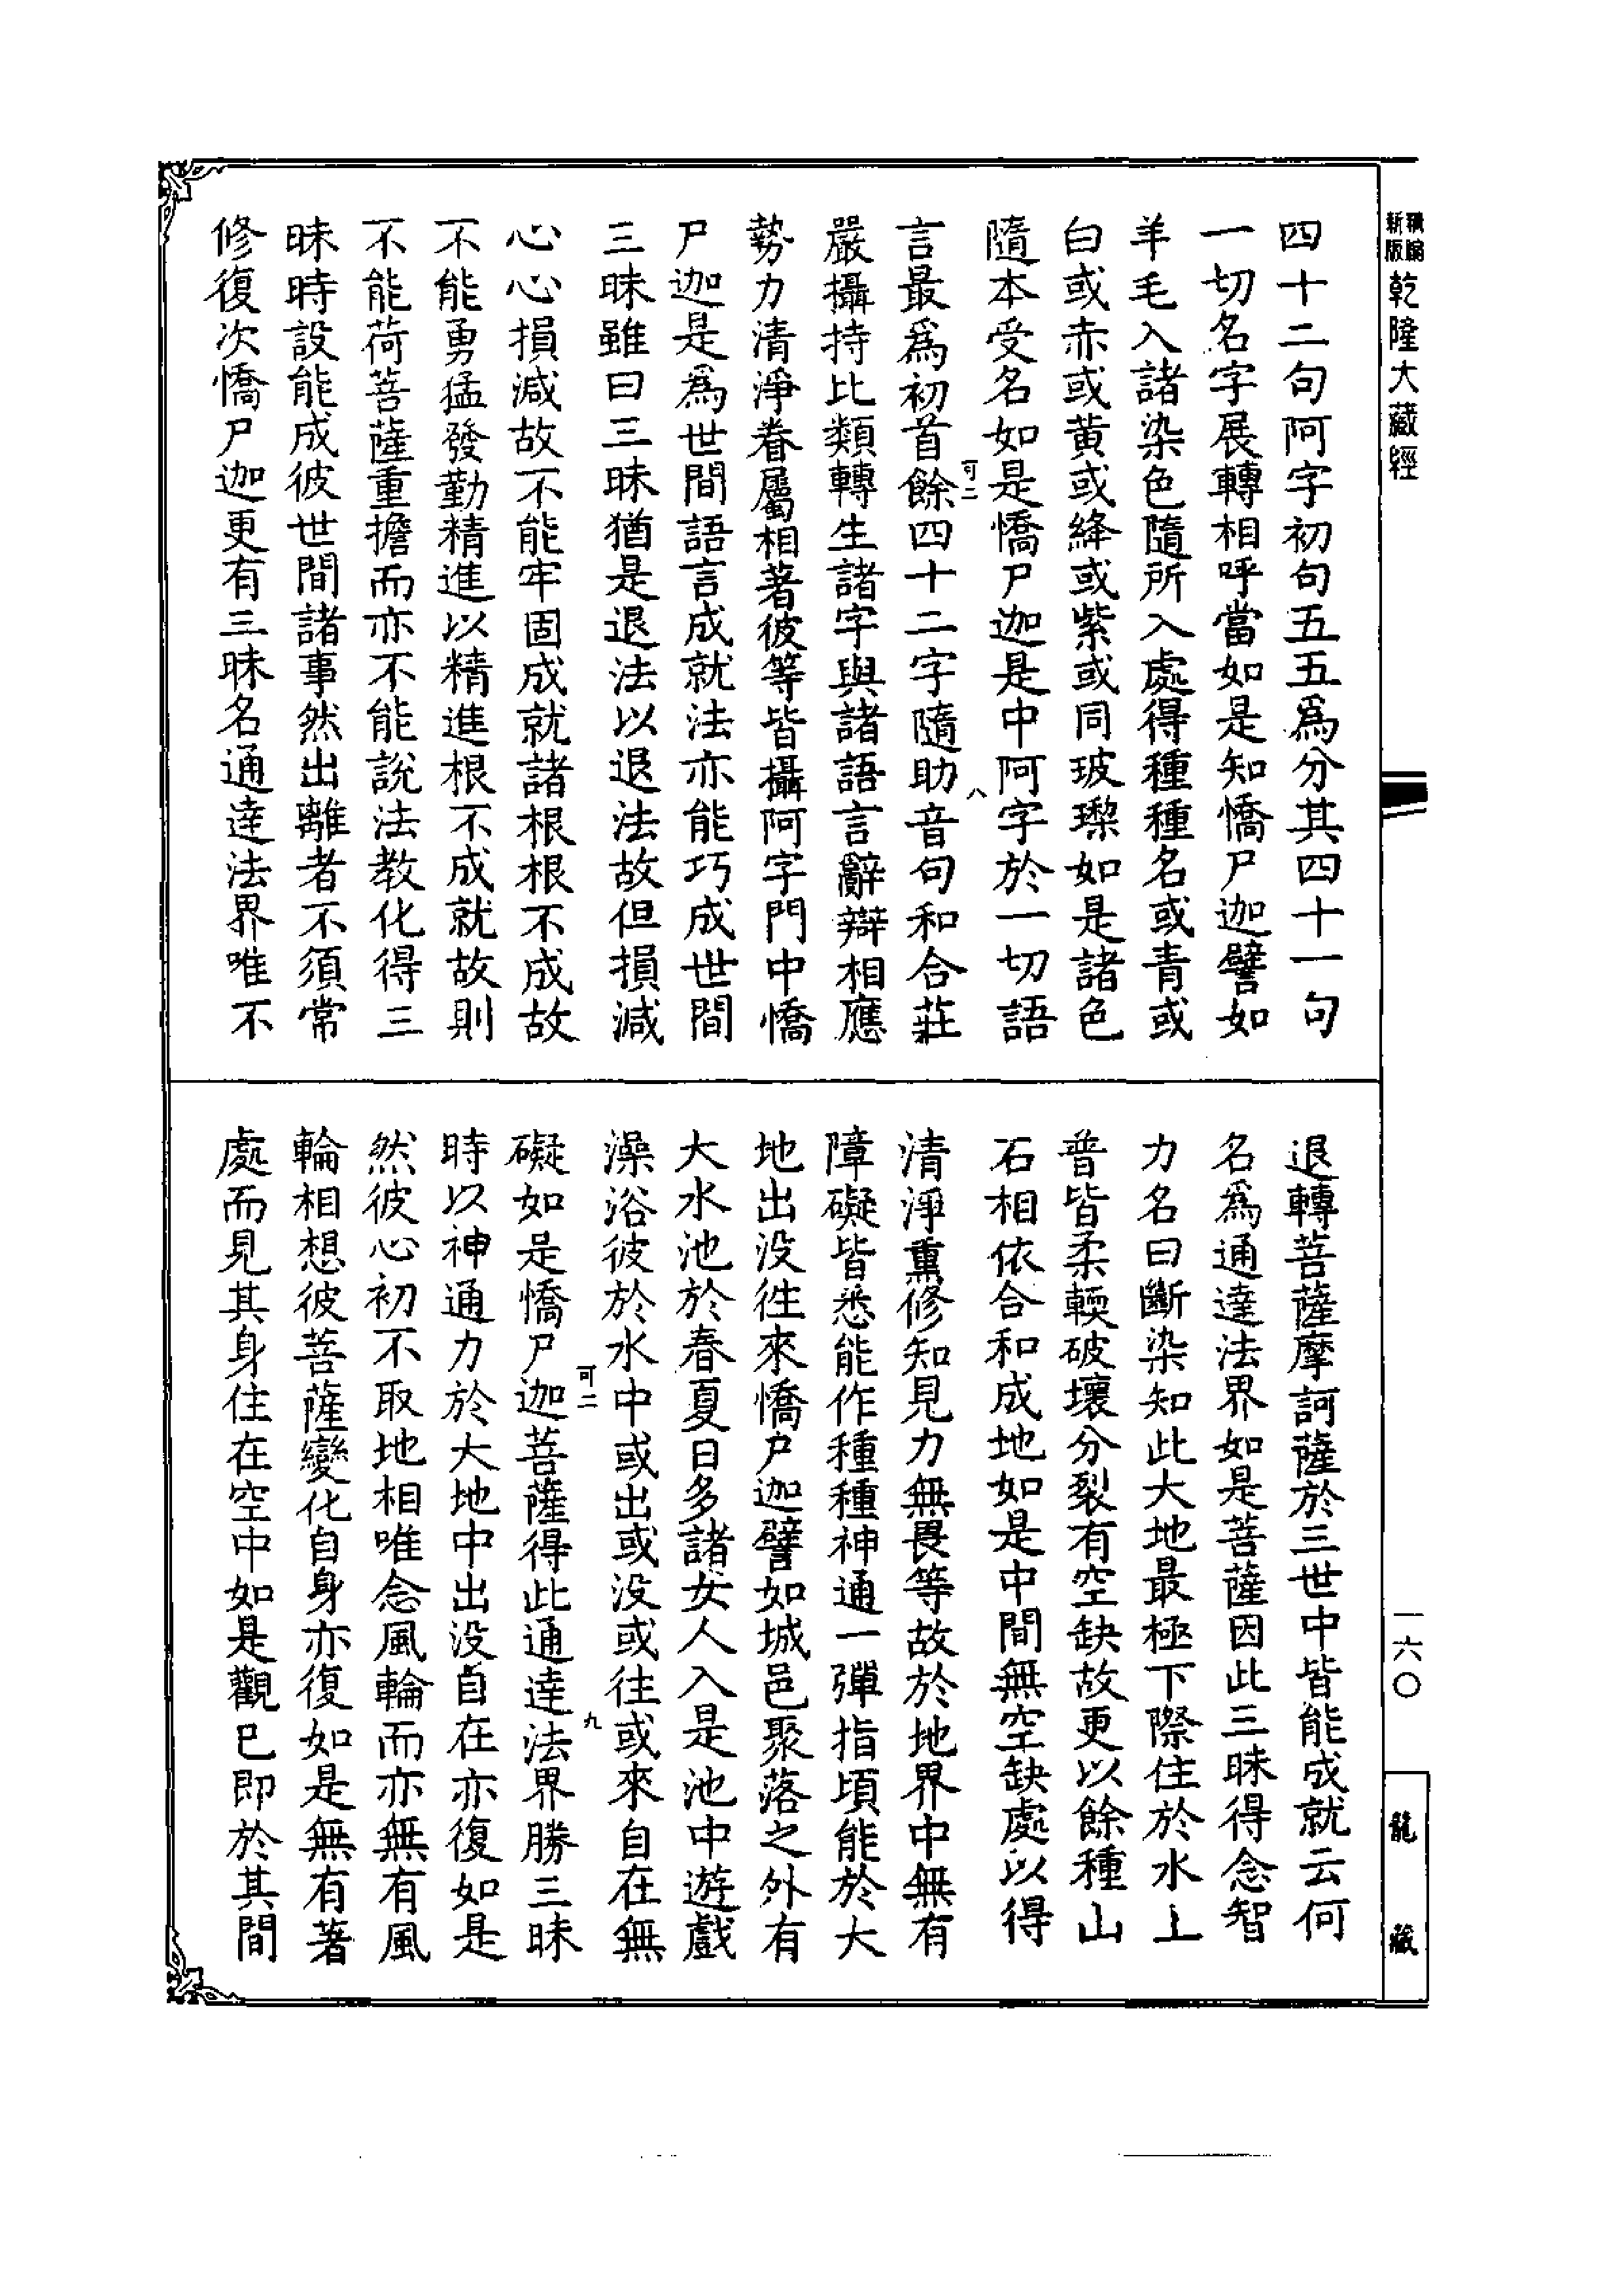 精編新版
乾隆大藏經
四十二句阿字初句五五爲分其四十一句
一切名字展轉相呼當如是知憍尸迦譬如
羊毛入諸染色隨所入處得種種名或青或
白或赤或黄或絳或紫或同玻瓈如是諸色
隨本受名如是憍尸迦是中阿字於一切語
可二
八
言最爲初首餘四十二字隨助音句和合莊
嚴攝持比類轉生諸字與諸語言辭辯相應
勢力清淨眷屬相著彼等皆攝阿字門中憍
尸迦是爲世間語言成就法亦能巧成世間
三昧雖曰三昧猶是退法以退法故但損減
心心損減故不能牢固成就諸根根不成故
不能勇猛發勤精進以精進根不成就故則
不能荷菩薩重擔而亦不能說法教化得三
昧時設能成彼世間諸事然出離者不須常
修復次憍尸迦更有三昧名通達法界唯不
退轉菩薩摩訶薩於三世中皆能成就云何
名爲通達法界如是菩薩因此三昧得念智
力名曰斷染知此大地最極下際住於水上
普皆柔輭破壞分裂有空缺故更以餘種山
石相依合和成地如是中間無空缺處以得
清淨熏修知見力無畏等故於地界中無有
障礙皆悉能作種種神通一彈指頃能於大
地出没徃來憍尸迦譬如城邑聚落之外有
大水池於春夏日多諸女人入是池中遊戲
澡浴彼於水中或出或没或往或來自在無
可二
九
礙如是憍尸迦菩薩得此通達法界勝三昧
時以神通力於大地中出没自在亦復如是
然彼心初不取地相唯念風輪而亦無有風
輪相想彼菩薩變化自身亦復如是無有著
處而見其身住在空中如是觀已即於其間
一六〇
龍藏